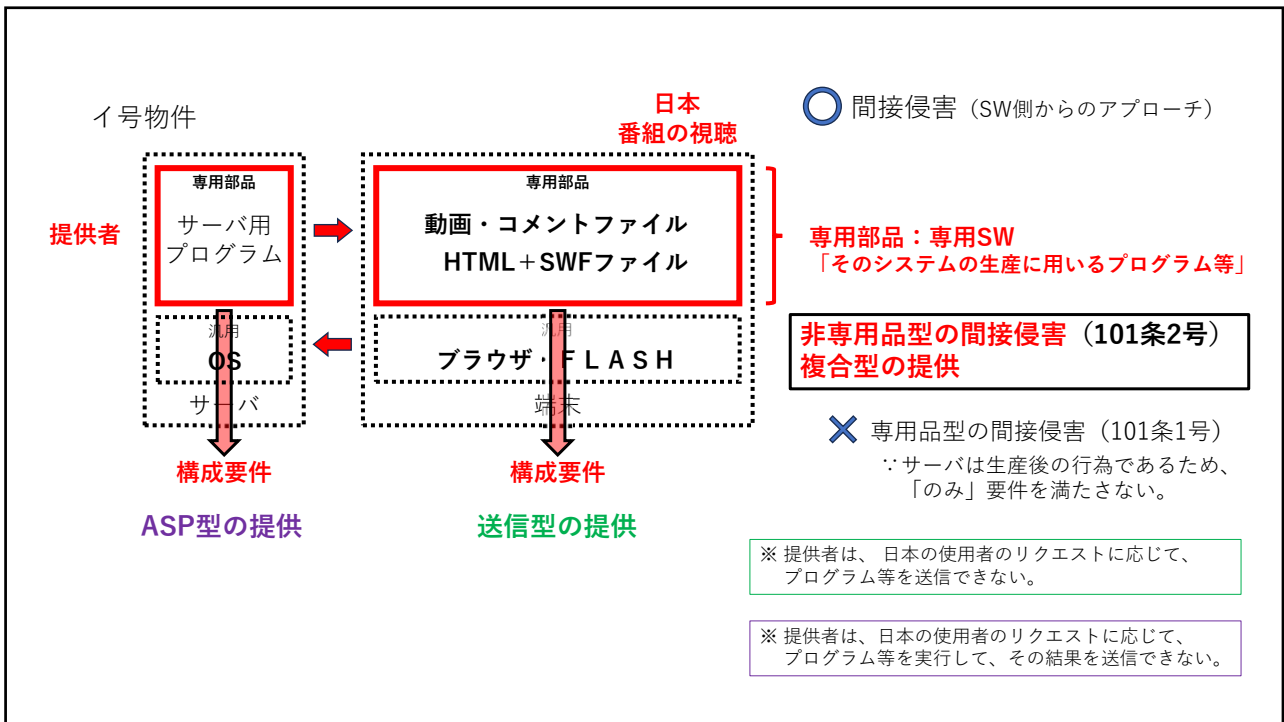 イ号物件
日本
番組の視聴
提供者
専用部品
サーバ用
プログラム
汎用
OS
サーバ
構成要件
ASP型の提供
専用部品
動画・コメントファイル
HTML+SWFファイル
汎用
ブラウザ・FLASH
端末
構成要件
送信型の提供
間接侵害（SW側からのアプローチ）
専用部品：専用SW
「そのシステムの生産に用いるプログラム等」
非専用品型の間接侵害（101条2号）
複合型の提供
専用品型の間接侵害（101条1号）
∵サーバは生産後の行為であるため、
「のみ」要件を満たさない。
※ 提供者は、 日本の使用者のリクエストに応じて、
プログラム等を送信できない。
※ 提供者は、日本の使用者のリクエストに応じて、
プログラム等を実行して、その結果を送信できない。